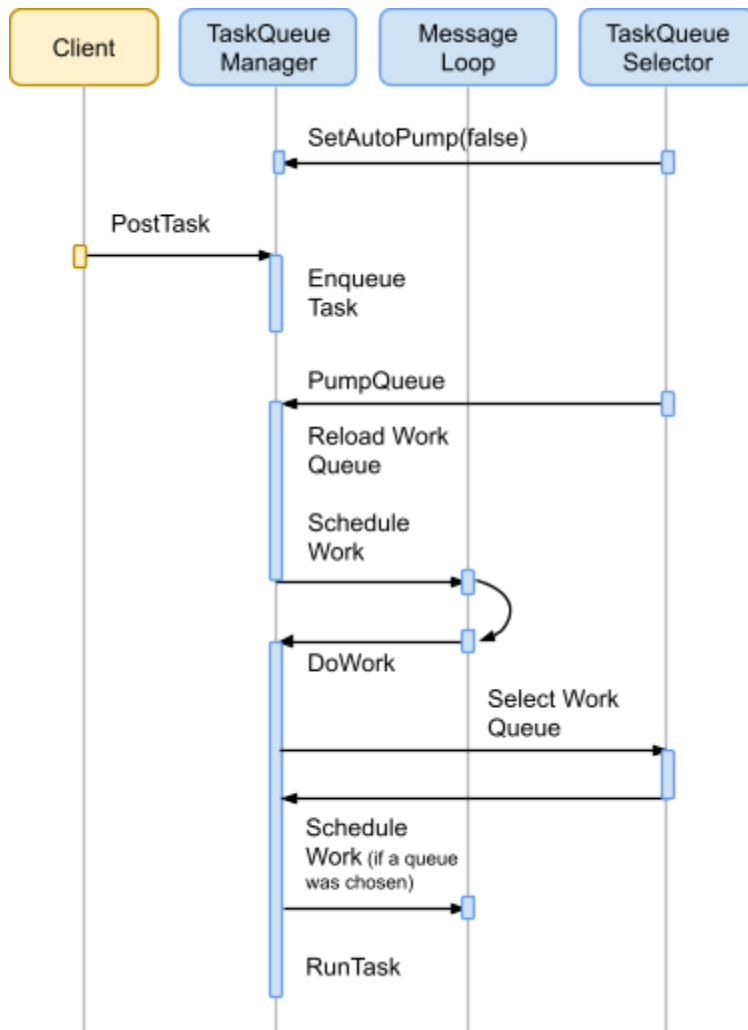 Client
TaskQueue
Manager
Message
Loop
TaskQueue
Selector
SetAutoPump(false)
PostTask
Enqueue
Task
PumpQueue
Reload Work
Queue
Schedule
Work
DoWork
Select Work
Queue
Schedule
Work (if a queue
was chosen)
RunTask